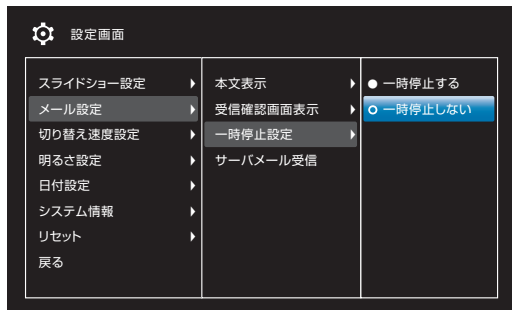 設定画面
スライドショー設定
メール設定
切り替え速度設定
明るさ設定
日付設定
システム情報
リセット
戻る
本文表示
受信確認画面表示
一時停止設定
サーバメール受信
一時停止する
一時停止しない